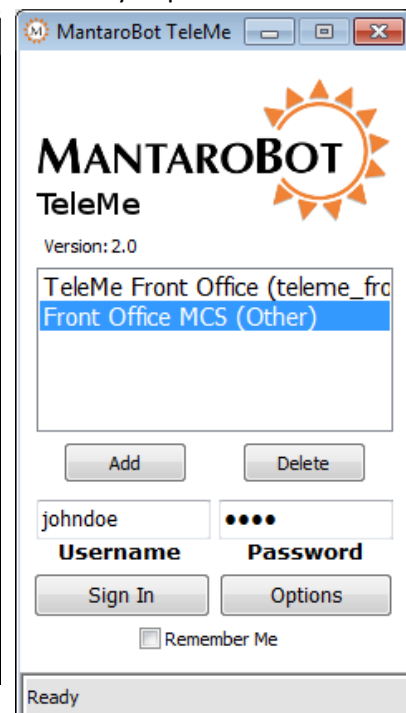 MantaroBot TeleMe
MANTAROBOT
TeleMe
Version: 2.0
TeleMe Front Office (teleme_fro
Front Office MCS (Other)
Add Delete
johndoe ●●●●
Username Password
Sign In Options
Remember Me
Ready